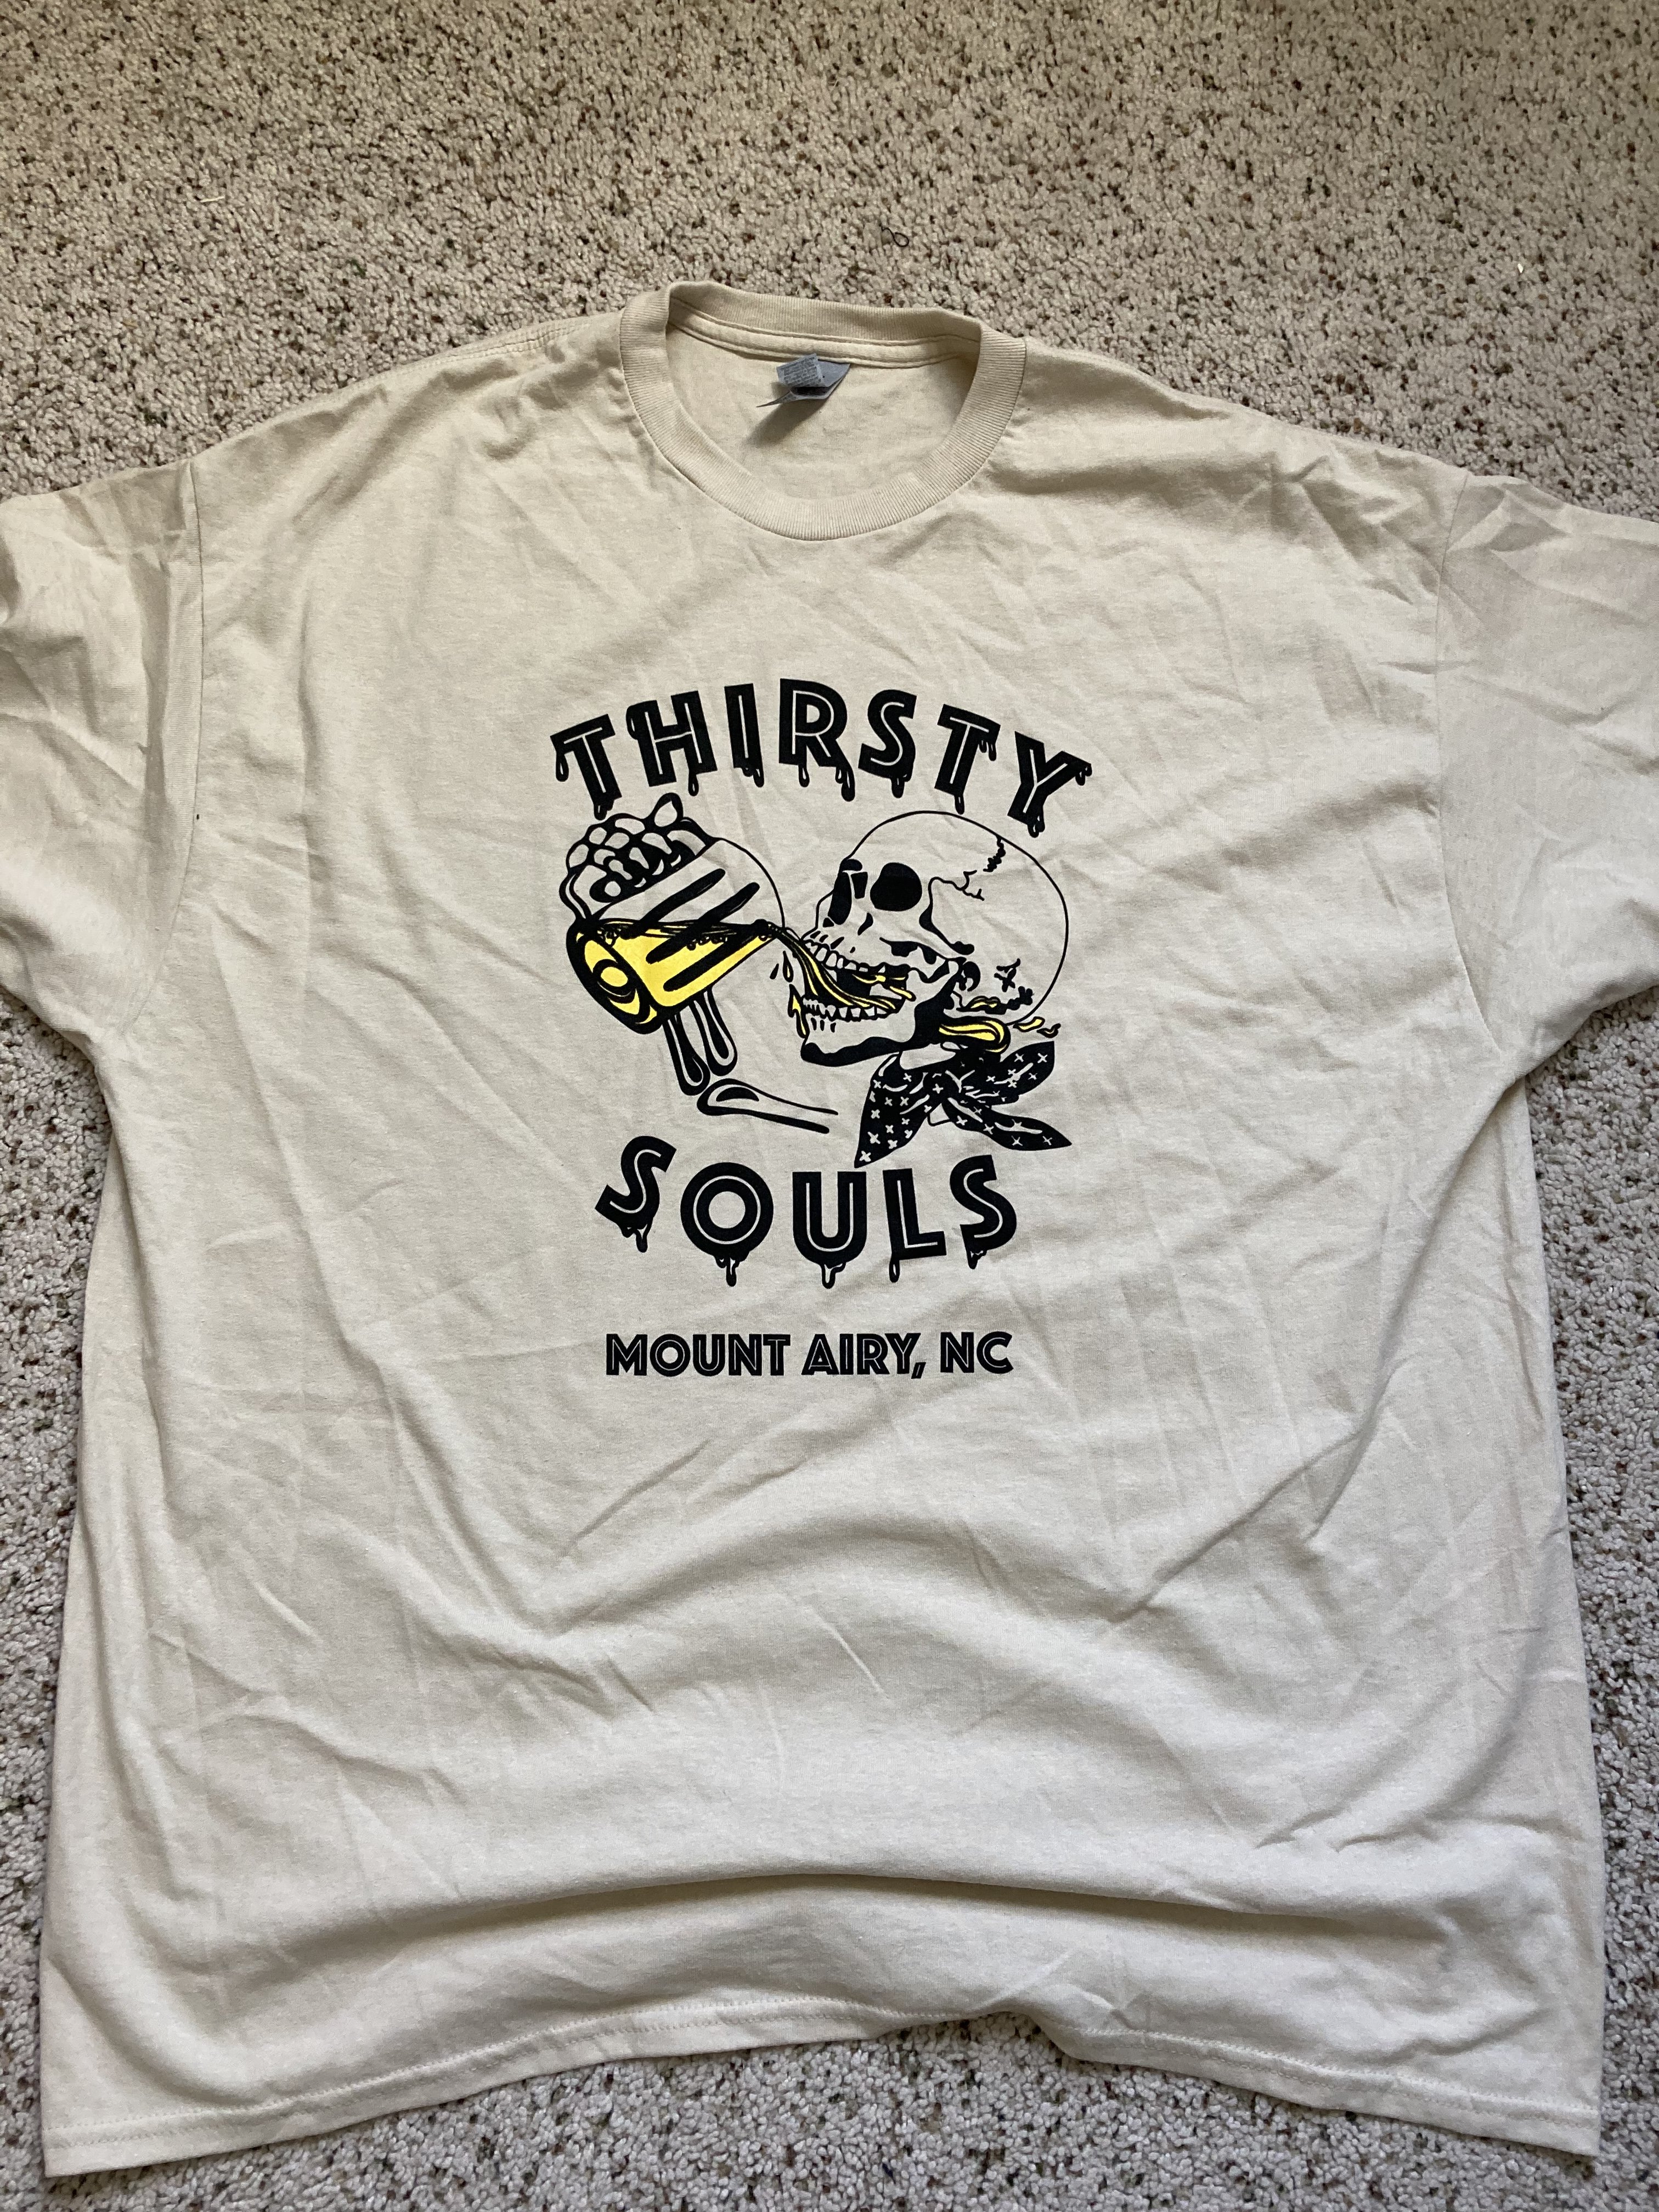 THIRSTY
SOULS
MOUNT AIRY, NC